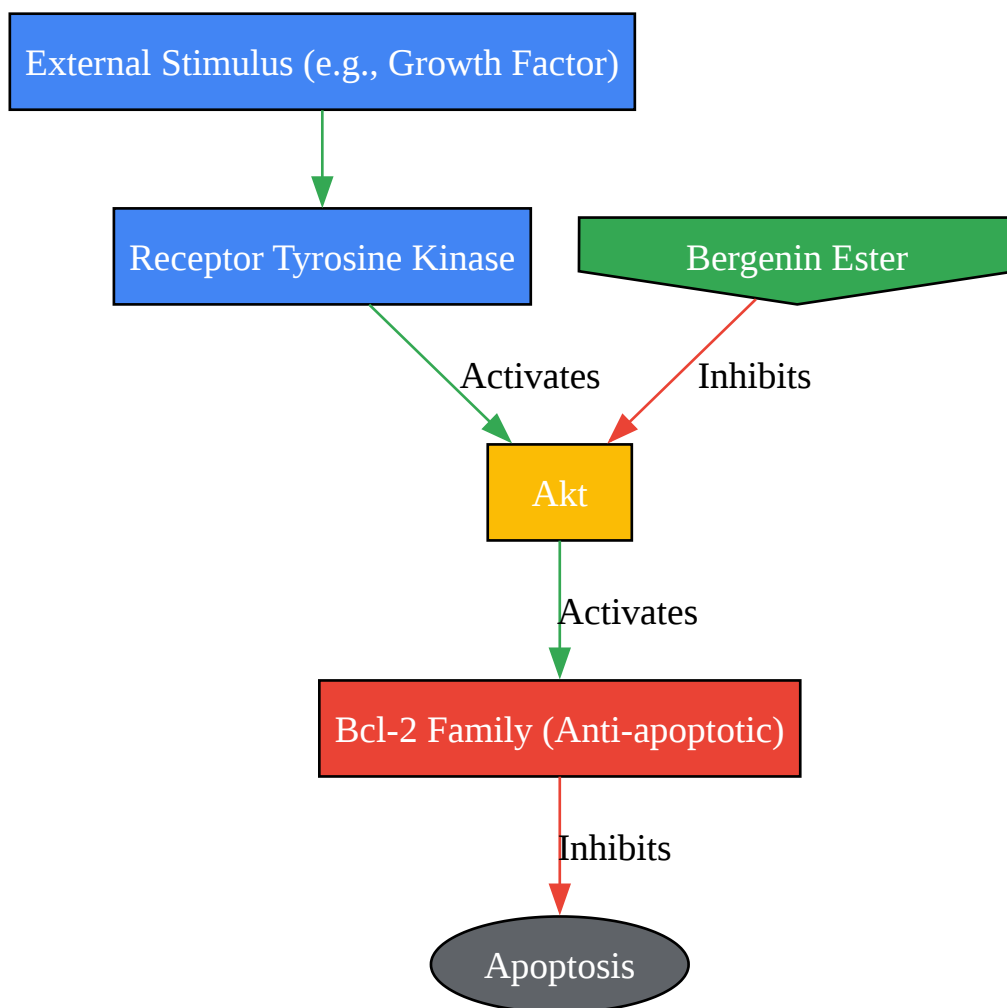 External Stimulus (e.g., Growth Factor)
Receptor Tyrosine Kinase
Bergenin Ester
Activates
Inhibits
Akt
Activates
Bcl-2 Family (Anti-apoptotic)
Inhibits
Apoptosis